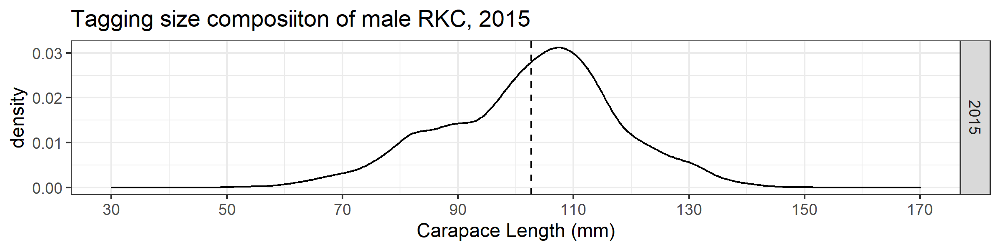 Tagging size composiiton of male RKC, 2015
0.03
0.02
0.01
0.00
density
2015
30 50 70 90 110 130 150 170
Carapace Length (mm)